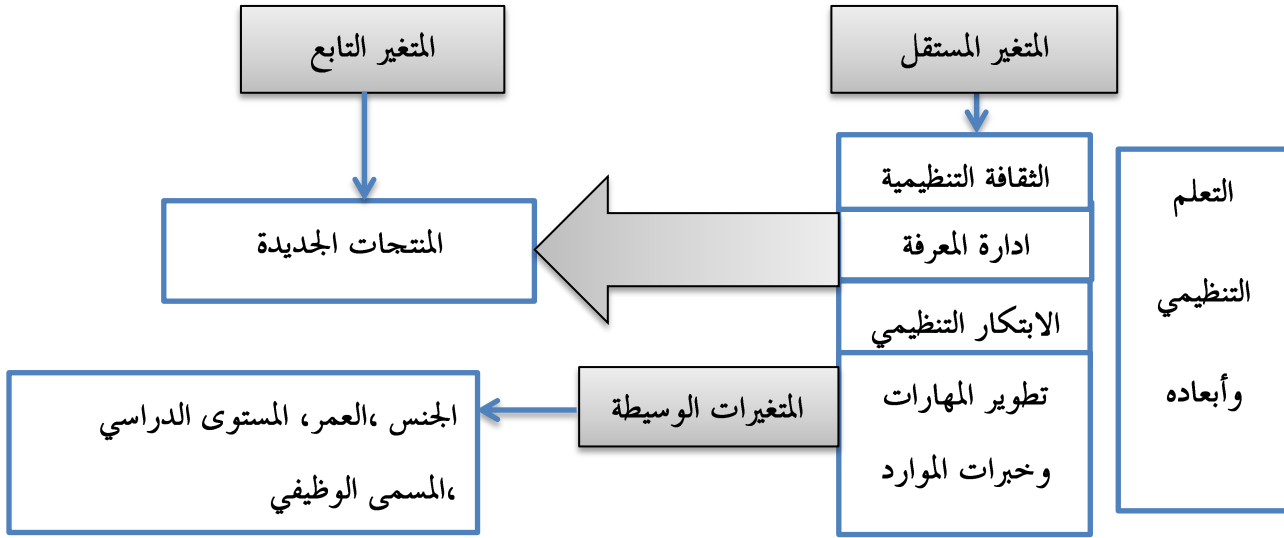 المتغير المستقل
المتغير التابع
التعلم
التنظيمي
وأبعاده
الثقافة التنظيمية
ادارة المعرفة
الابتكار التنظيمي
تطوير المهارات
وخبرات الموارد
المنتجات الجديدة
المتغيرات الوسيطة
الجنس ،العمر، المستوى الدراسي
،المسمى الوظيفي